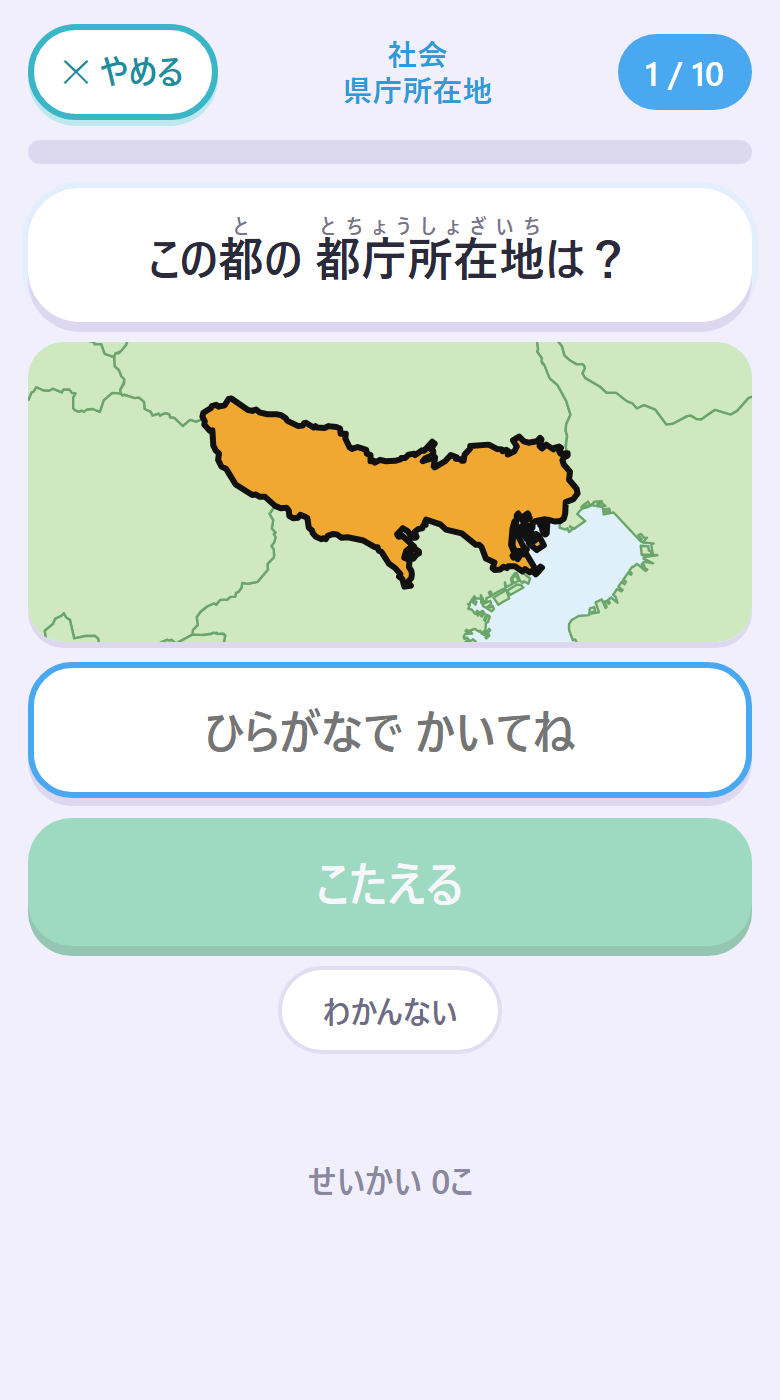 × やめる
社会
県庁所在地
1 / 10
この都の 都庁所在地は？
と とちょうしょざいち
ひらがなで かいてね
こたえる
わかんない
せいかい 0こ